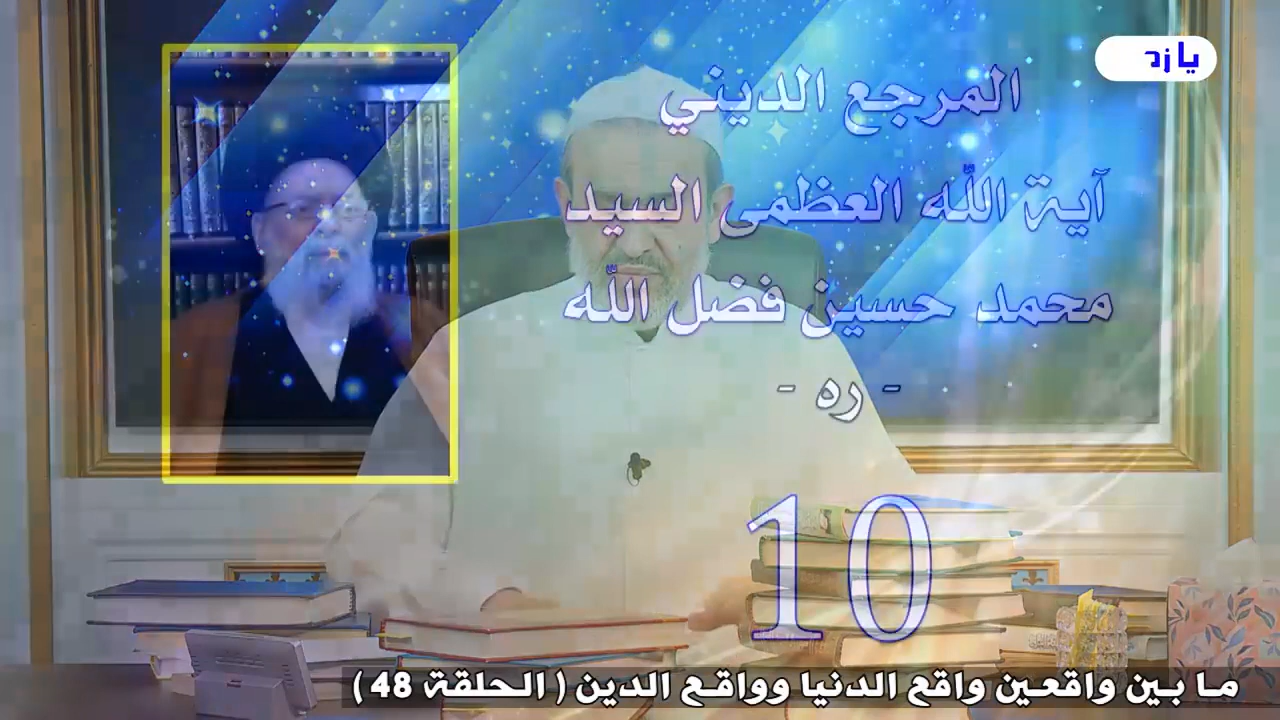 يا زد
المرجع الديني
آية الله العظمى السيد
محمد حسين فضل الله
- ره -
10
ما بين واقعين واقع الدنيا وواقع الدين ( الحلقة 48 )